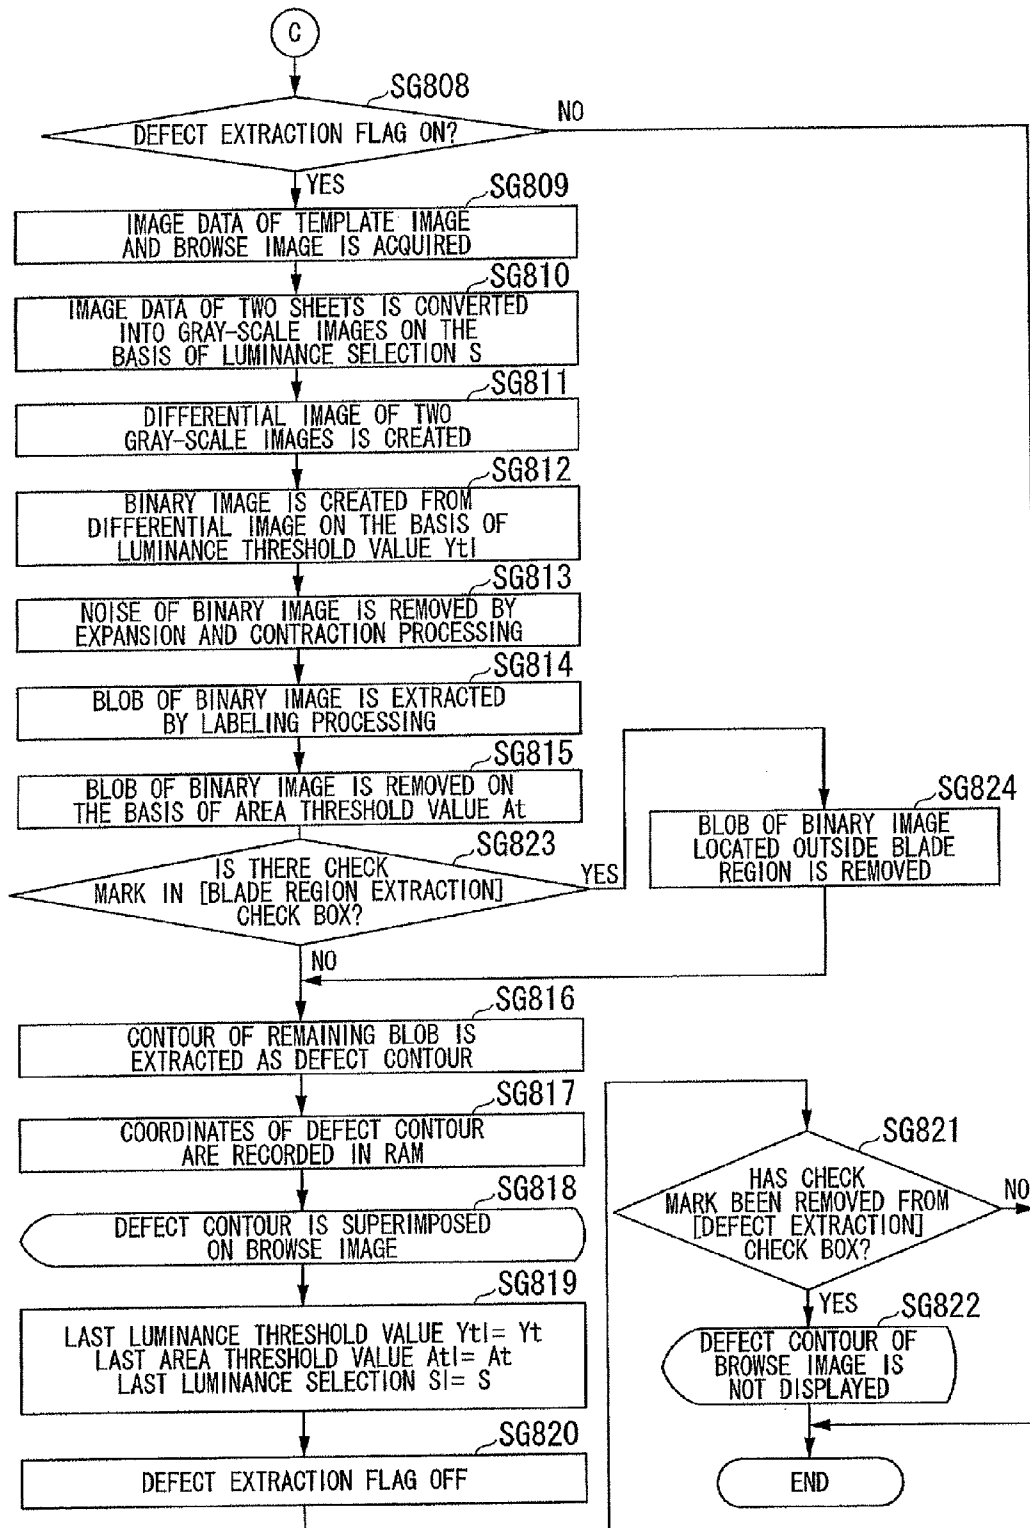 C
SG808
DEFECT EXTRACTION FLAG ON?
NO
YES
SG809
IMAGE DATA OF TEMPLATE IMAGE
AND BROWSE IMAGE IS ACQUIRED
SG810
IMAGE DATA OF TWO SHEETS IS CONVERTED
INTO GRAY-SCALE IMAGES ON THE
BASIS OF LUMINANCE SELECTION S
SG811
DIFFERENTIAL IMAGE OF TWO
GRAY-SCALE IMAGES IS CREATED
SG812
BINARY IMAGE IS CREATED FROM
DIFFERENTIAL IMAGE ON THE BASIS OF
LUMINANCE THRESHOLD VALUE Ytl
SG813
NOISE OF BINARY IMAGE IS REMOVED BY
EXPANSION AND CONTRACTION PROCESSING
SG814
BLOB OF BINARY IMAGE IS EXTRACTED
BY LABELING PROCESSING
SG815
BLOB OF BINARY IMAGE IS REMOVED ON
THE BASIS OF AREA THRESHOLD VALUE At
SG823
IS THERE CHECK
MARK IN [BLADE REGION EXTRACTION]
CHECK BOX?
YES
NO
SG824
BLOB OF BINARY IMAGE
LOCATED OUTSIDE BLADE
REGION IS REMOVED
SG816
CONTOUR OF REMAINING BLOB IS
EXTRACTED AS DEFECT CONTOUR
SG817
COORDINATES OF DEFECT CONTOUR
ARE RECORDED IN RAM
SG818
DEFECT CONTOUR IS SUPERIMPOSED
ON BROWSE IMAGE
SG819
LAST LUMINANCE THRESHOLD VALUE Ytl= Yt
LAST AREA THRESHOLD VALUE Atl= At
LAST LUMINANCE SELECTION Sl= S
SG820
DEFECT EXTRACTION FLAG OFF
SG821
HAS CHECK
MARK BEEN REMOVED FROM
[DEFECT EXTRACTION]
CHECK BOX?
NO
YES
SG822
DEFECT CONTOUR OF
BROWSE IMAGE IS
NOT DISPLAYED
END